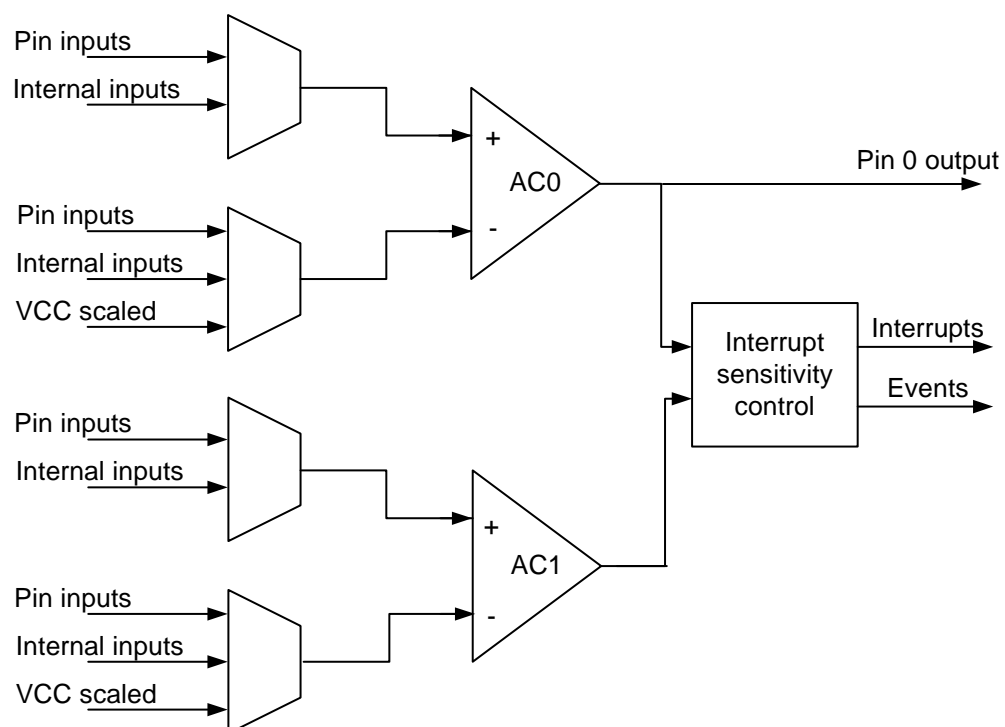 Pin inputs
Internal inputs
+
AC0
-
Pin 0 output
Pin inputs
Internal inputs
VCC scaled
Interrupt
sensitivity
control
Interrupts
Events
Pin inputs
Internal inputs
+
AC1
-
Pin inputs
Internal inputs
VCC scaled